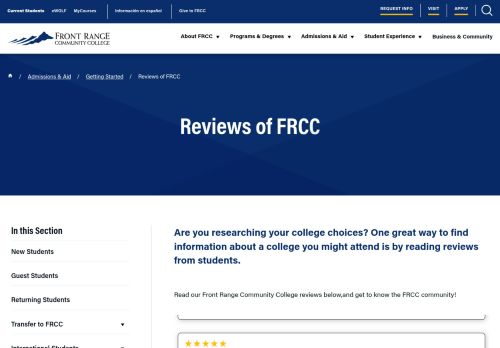 Current Students eWOLF MyCourses Información en español Give to FRCC REQUEST INFO VISIT APPLY
FRONT RANGE
COMMUNITY COLLEGE
About FRCC Programs & Degrees Admissions & Aid Student Experience Business & Community
/ Admissions & Aid / Getting Started / Reviews of FRCC
Reviews of FRCC
In this Section
New Students
Guest Students
Returning Students
Transfer to FRCC
International Students
Are you researching your college choices? One great way to find
information about a college you might attend is by reading reviews
from students.
Read our Front Range Community College reviews below,and get to know the FRCC community!